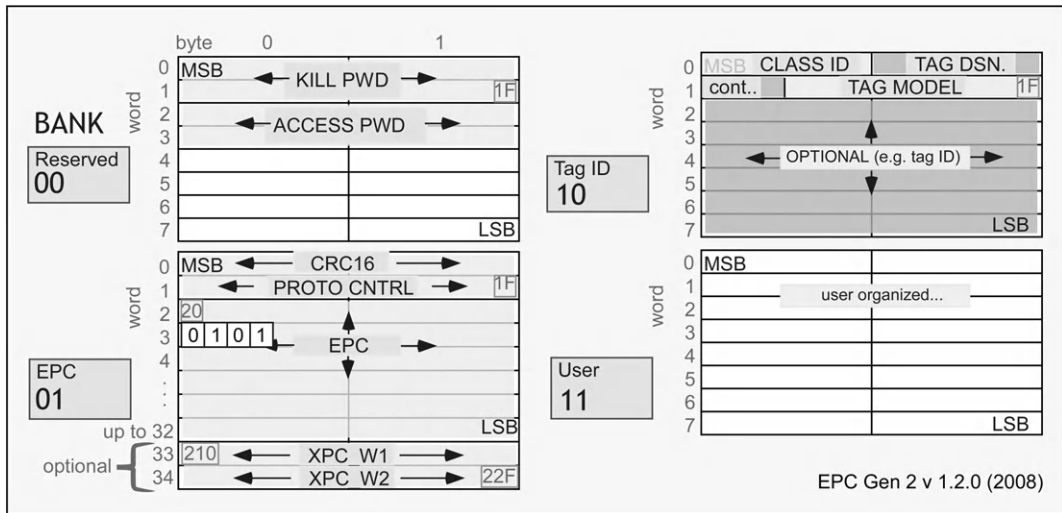 byte 0 1
BANK
Reserved
00
word
0 MSB
KILL PWD
1 1F
2
ACCESS PWD
3
4
5
6
7 LSB
EPC
01
word
0 MSB CRC16
1 PROTO CNTRL 1F
2 20
3 0 1 0 1 EPC
4
:
:
up to 32 LSB
optional
33 210 XPC_W1
34 XPC_W2 22F
Tag ID
10
word
0 MSB CLASS ID TAG DSN.
1 cont.. TAG MODEL 1F
2
3
4 OPTIONAL (e.g. tag ID)
5
6
7 LSB
User
11
word
0 MSB
1
user organized...
2
3
4
5
6
7 LSB
EPC Gen 2 v 1.2.0 (2008)